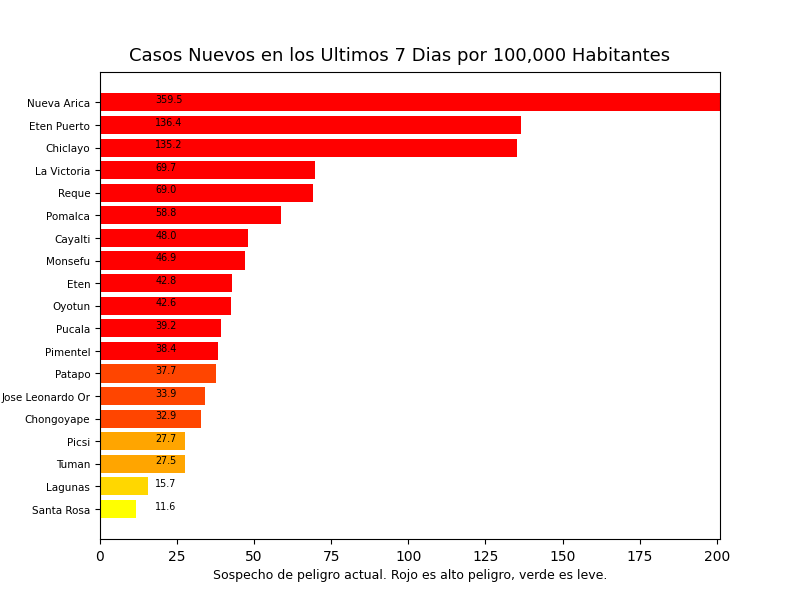 Casos Nuevos en los Ultimos 7 Dias por 100,000 Habitantes
Nueva Arica 359.5
Eten Puerto 136.4
Chiclayo 135.2
La Victoria 69.7
Reque 69.0
Pomalca 58.8
Cayalti 48.0
Monsefu 46.9
Eten 42.8
Oyotun 42.6
Pucala 39.2
Pimentel 38.4
Patapo 37.7
Jose Leonardo Or 33.9
Chongoyape 32.9
Picsi 27.7
Tuman 27.5
Lagunas 15.7
Santa Rosa 11.6
0 25 50 75 100 125 150 175 200
Sospecho de peligro actual. Rojo es alto peligro, verde es leve.